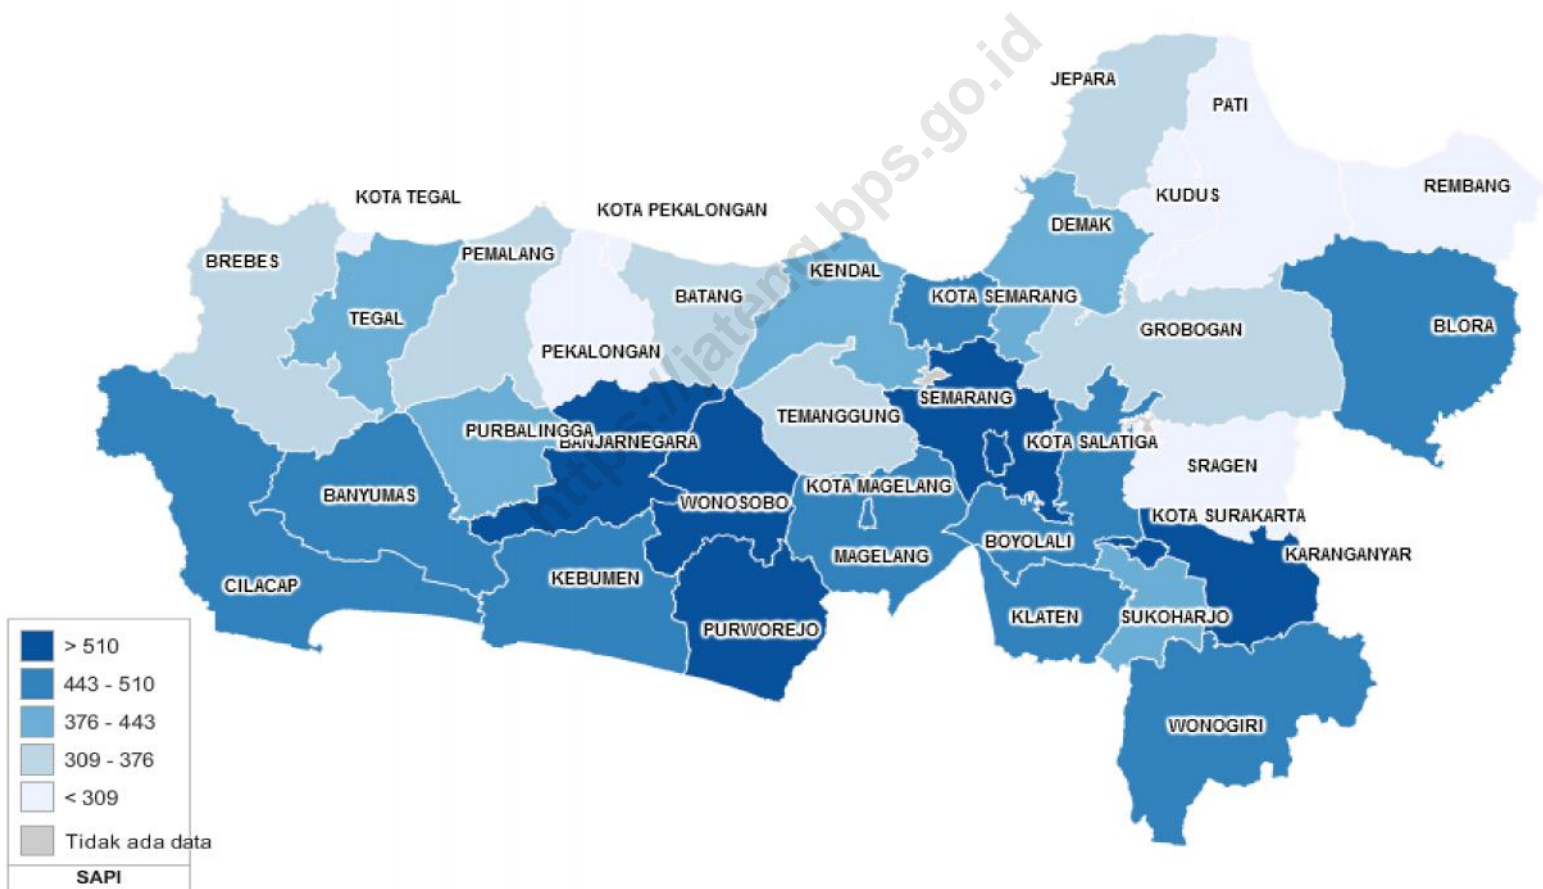 JEPARA
PATI
KOTA TEGAL
KOTA PEKALONGAN
KUDUS
REMBANG
BREBES
PEMALANG
DEMAK
KENDAL
BATANG
KOTA SEMARANG
TEGAL
GROBOGAN
BLORA
PEKALONGAN
SEMARANG
TEMANGGUNG
PURBALINGGA
BANJARNEGARA
KOTA SALATIGA
SRAGEN
BANYUMAS
KOTA MAGELANG
WONOSOBO
KOTA SURAKARTA
BOYOLALI
KARANGANYAR
MAGELANG
CILACAP
KEBUMEN
KLATEN
SUKOHARJO
PURWOREJO
WONOGIRI
https://jateng.bps.go.id
> 510
443 - 510
376 - 443
309 - 376
< 309
Tidak ada data
SAPI